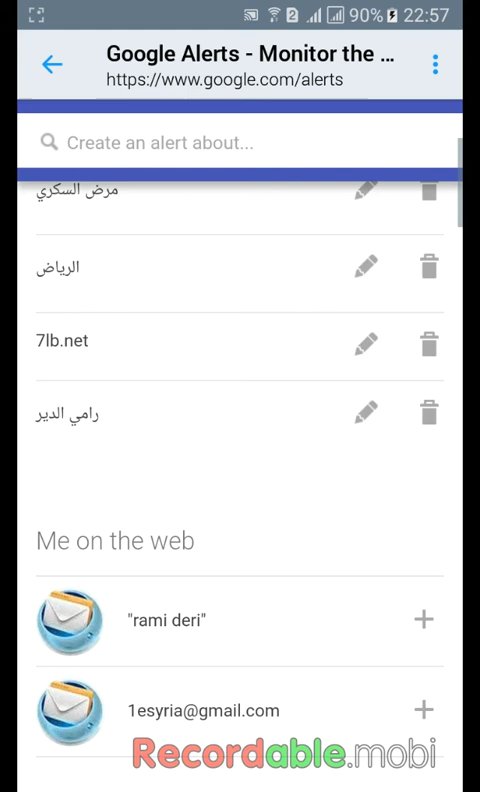 90% 22:57
Google Alerts - Monitor the ...
https://www.google.com/alerts
Create an alert about...
مرض السكري
الرياض
7lb.net
رامي الدير
Me on the web
"rami deri"
1esyria@gmail.com
Recordable.mobi